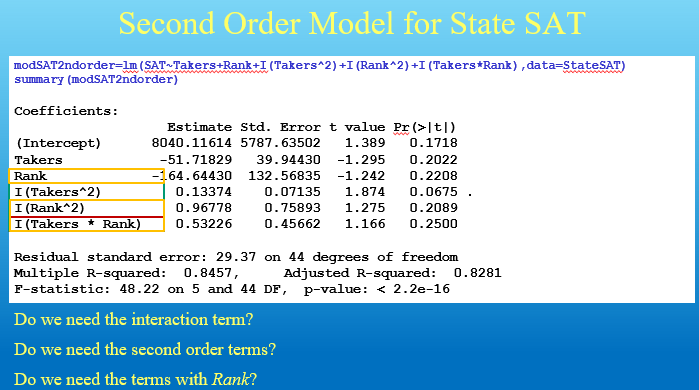 Second Order Model for State SAT
modSAT2ndorder=lm(SAT~Takers+Rank+I(Takers^2)+I(Rank^2)+I(Takers*Rank),data=StateSAT)
summary(modSAT2ndorder)
Coefficients:
Estimate Std. Error t value Pr(>|t|)
(Intercept) 8040.11614 5787.63502 1.389 0.1718
Takers -51.71829 39.94430 -1.295 0.2022
Rank -164.64430 132.56835 -1.242 0.2208
I(Takers^2) 0.13374 0.07135 1.874 0.0675 .
I(Rank^2) 0.96778 0.75893 1.275 0.2089
I(Takers * Rank) 0.53226 0.45662 1.166 0.2500
Residual standard error: 29.37 on 44 degrees of freedom
Multiple R-squared: 0.8457, Adjusted R-squared: 0.8281
F-statistic: 48.22 on 5 and 44 DF, p-value: < 2.2e-16
Do we need the interaction term?
Do we need the second order terms?
Do we need the terms with Rank?